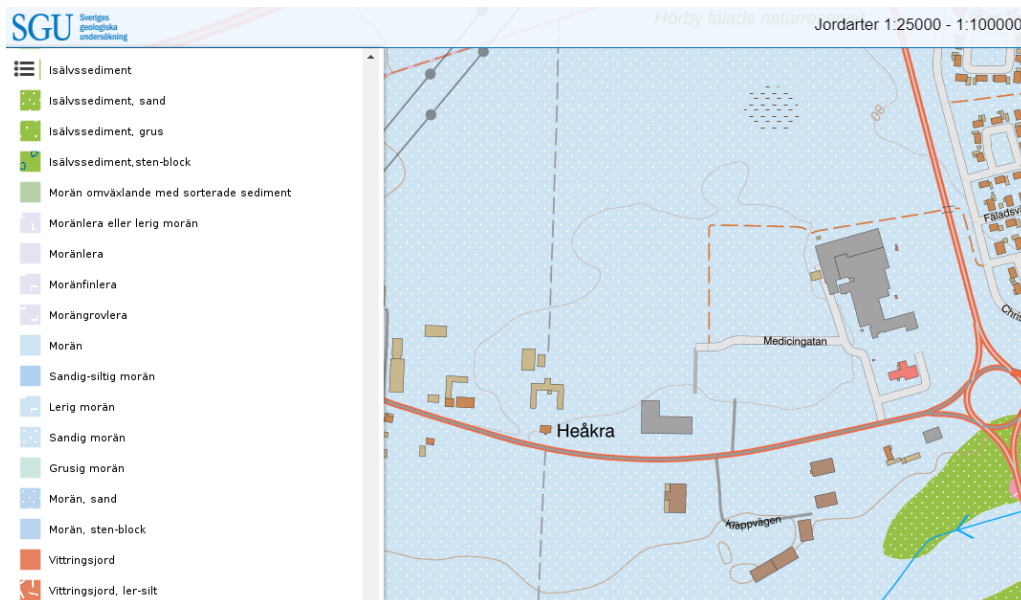 SGU
Sveriges
geologiska
undersökning
Jordarter 1:25000 - 1:100000
Isälvssediment
Isälvssediment, sand
Isälvssediment, grus
Isälvssediment,sten-block
Morän omväxlande med sorterade sediment
Moränlera eller lerig morän
Moränlera
Moränfinlera
Morängrovlera
Morän
Sandig-siltig morän
Lerig morän
Sandig morän
Grusig morän
Morän, sand
Morän, sten-block
Vittringsjord
Vittringsjord, ler-silt
Hörby fälads
Medicingatan
Heåkra
Kräppvägen